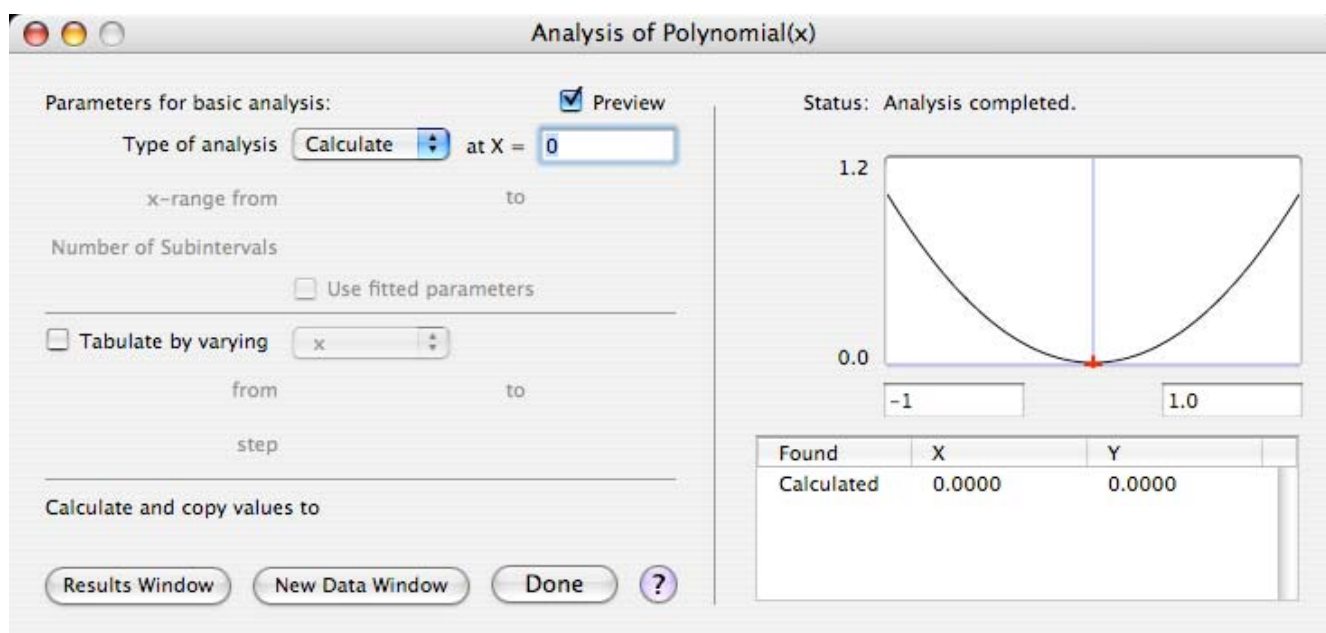 Analysis of Polynomial(x)
Parameters for basic analysis:
Preview
Type of analysis Calculate at X = 0
x-range from to
Number of Subintervals
Use fitted parameters
Tabulate by varying x
from to
step
Calculate and copy values to
Results Window New Data Window Done ?
Status: Analysis completed.
1.2
0.0
-1 1.0
Found X Y
Calculated 0.0000 0.0000